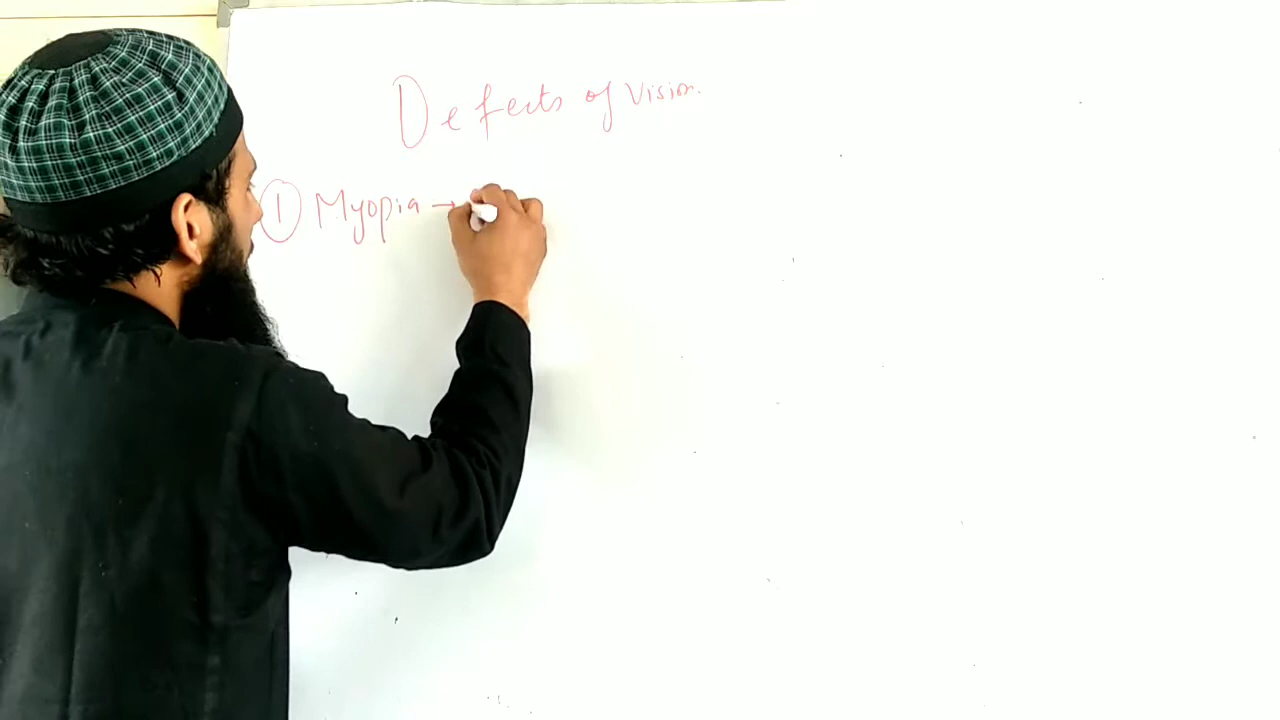 Defects of Vision.
① Myopia →